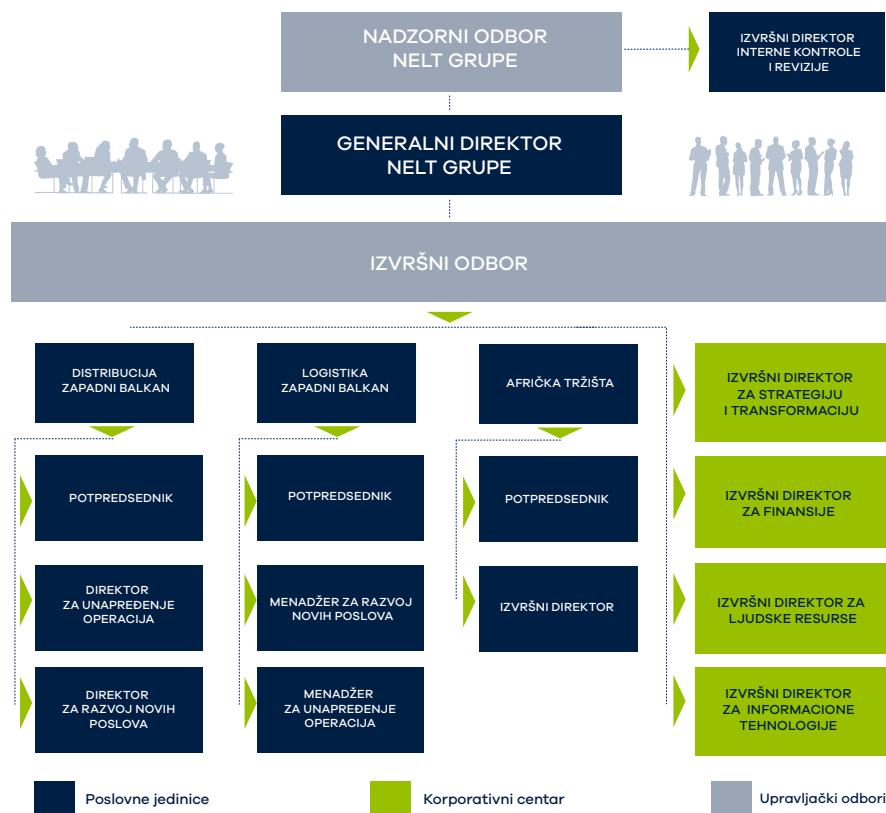 NADZORNI ODBOR
NELT GRUPE
IZVRŠNI DIREKTOR
INTERNE KONTROLE
I REVIZIJE
GENERALNI DIREKTOR
NELT GRUPE
IZVRŠNI ODBOR
DISTRIBUCIJA
ZAPADNI BALKAN
LOGISTIKA
ZAPADNI BALKAN
AFRIČKA TRŽIŠTA
IZVRŠNI DIREKTOR
ZA STRATEGIJU
I TRANSFORMACIJU
POTPREDSEDNIK
POTPREDSEDNIK
POTPREDSEDNIK
IZVRŠNI DIREKTOR
ZA FINANSIJE
DIREKTOR
ZA UNAPREĐENJE
OPERACIJA
MENADŽER ZA RAZVOJ
NOVIH POSLOVA
IZVRŠNI DIREKTOR
IZVRŠNI DIREKTOR ZA
LJUDSKE RESURSE
DIREKTOR
ZA RAZVOJ NOVIH
POSLOVA
MENADŽER
ZA UNAPREĐENJE
OPERACIJA
IZVRŠNI DIREKTOR
ZA INFORMACIONE
TEHNOLOGIJE
Poslovne jedinice
Korporativni centar
Upravljački odbori